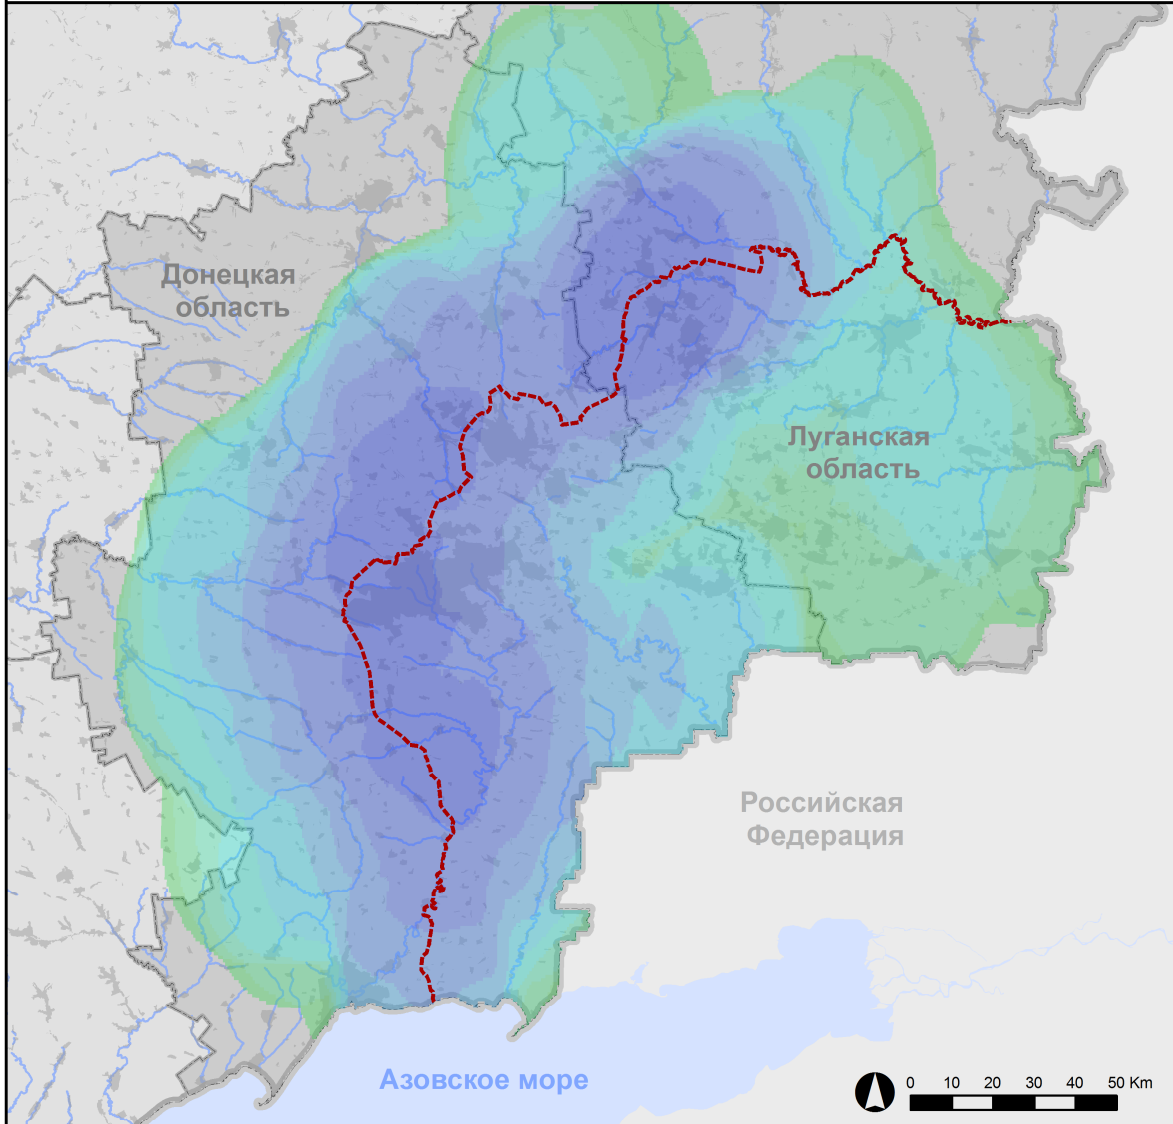 Донецкая
область
Луганская
область
Российская
Федерация
Азовское море
0 10 20 30 40 50 Km